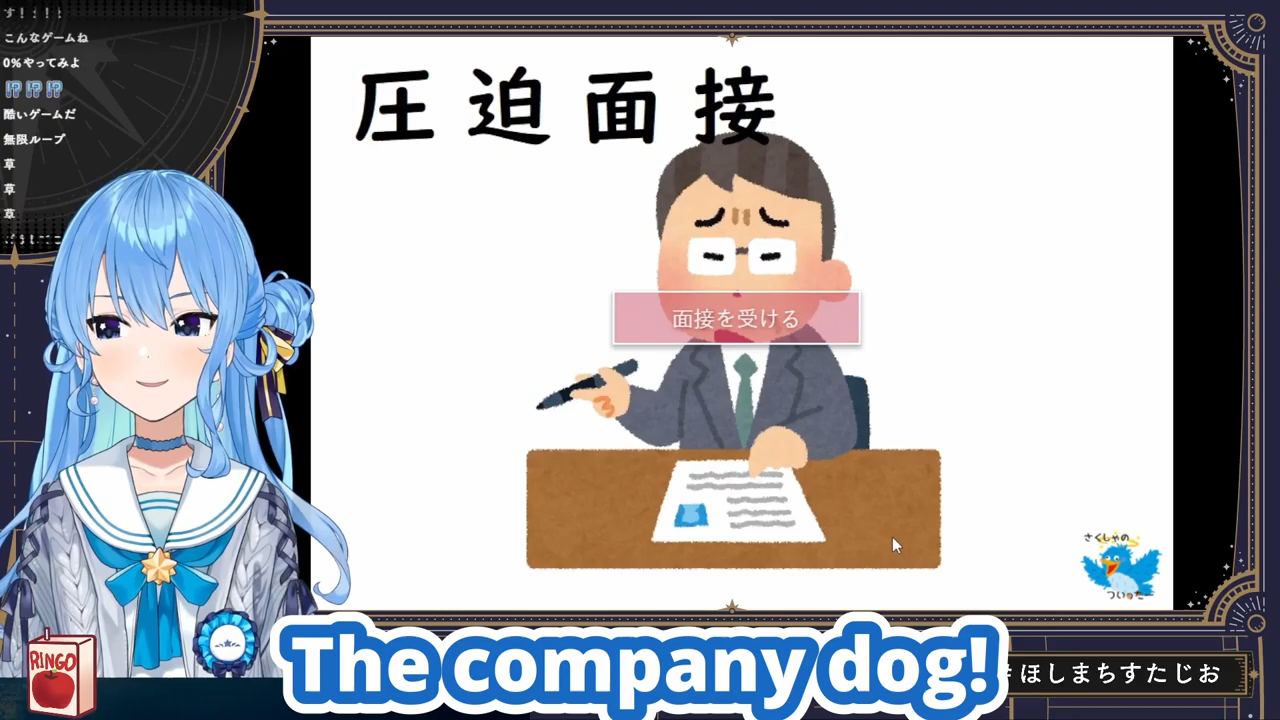 こんなゲームね
0%やってみよ
⁉⁉⁉
酷いゲームだ
無限ループ
草
草
草
圧迫面接
面接を受ける
さくしゃの
ついったー
RINGO
The company dog!
ほしまちすたじお